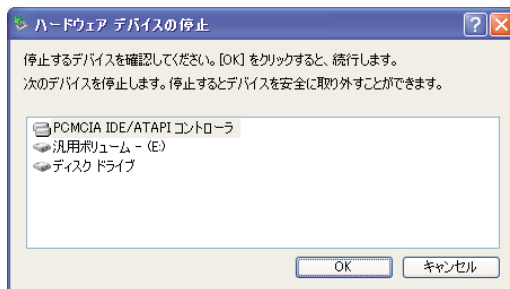 ハードウェア デバイスの停止
停止するデバイスを確認してください。[OK] をクリックすると、続行します。
次のデバイスを停止します。停止するとデバイスを安全に取り外すことができます。
PCMCIA IDE/ATAPI コントローラ
汎用ボリューム - (E:)
ディスク ドライブ
OK キャンセル